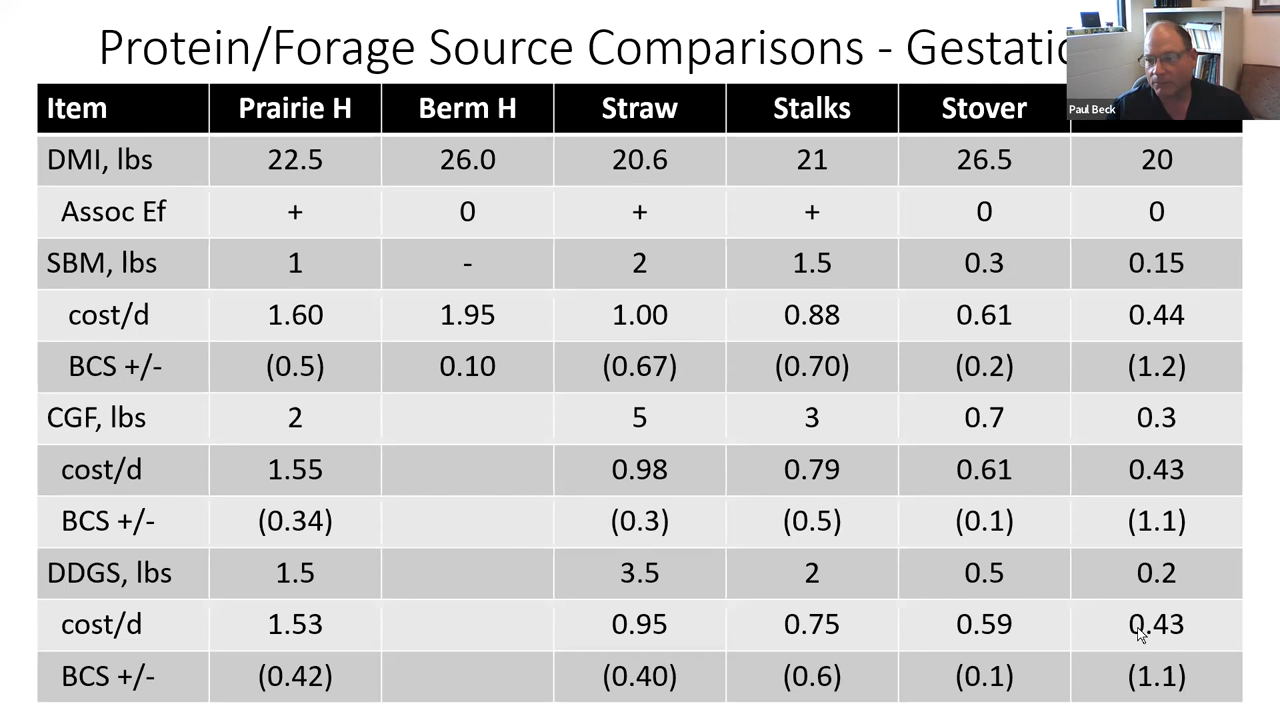 Protein/Forage Source Comparisons - Gestatio
Paul Beck
Item Prairie H Berm H Straw Stalks Stover
DMI, lbs 22.5 26.0 20.6 21 26.5 20
Assoc Ef + 0 + + 0 0
SBM, lbs 1 - 2 1.5 0.3 0.15
cost/d 1.60 1.95 1.00 0.88 0.61 0.44
BCS +/- (0.5) 0.10 (0.67) (0.70) (0.2) (1.2)
CGF, lbs 2 5 3 0.7 0.3
cost/d 1.55 0.98 0.79 0.61 0.43
BCS +/- (0.34) (0.3) (0.5) (0.1) (1.1)
DDGS, lbs 1.5 3.5 2 0.5 0.2
cost/d 1.53 0.95 0.75 0.59 0.43
BCS +/- (0.42) (0.40) (0.6) (0.1) (1.1)